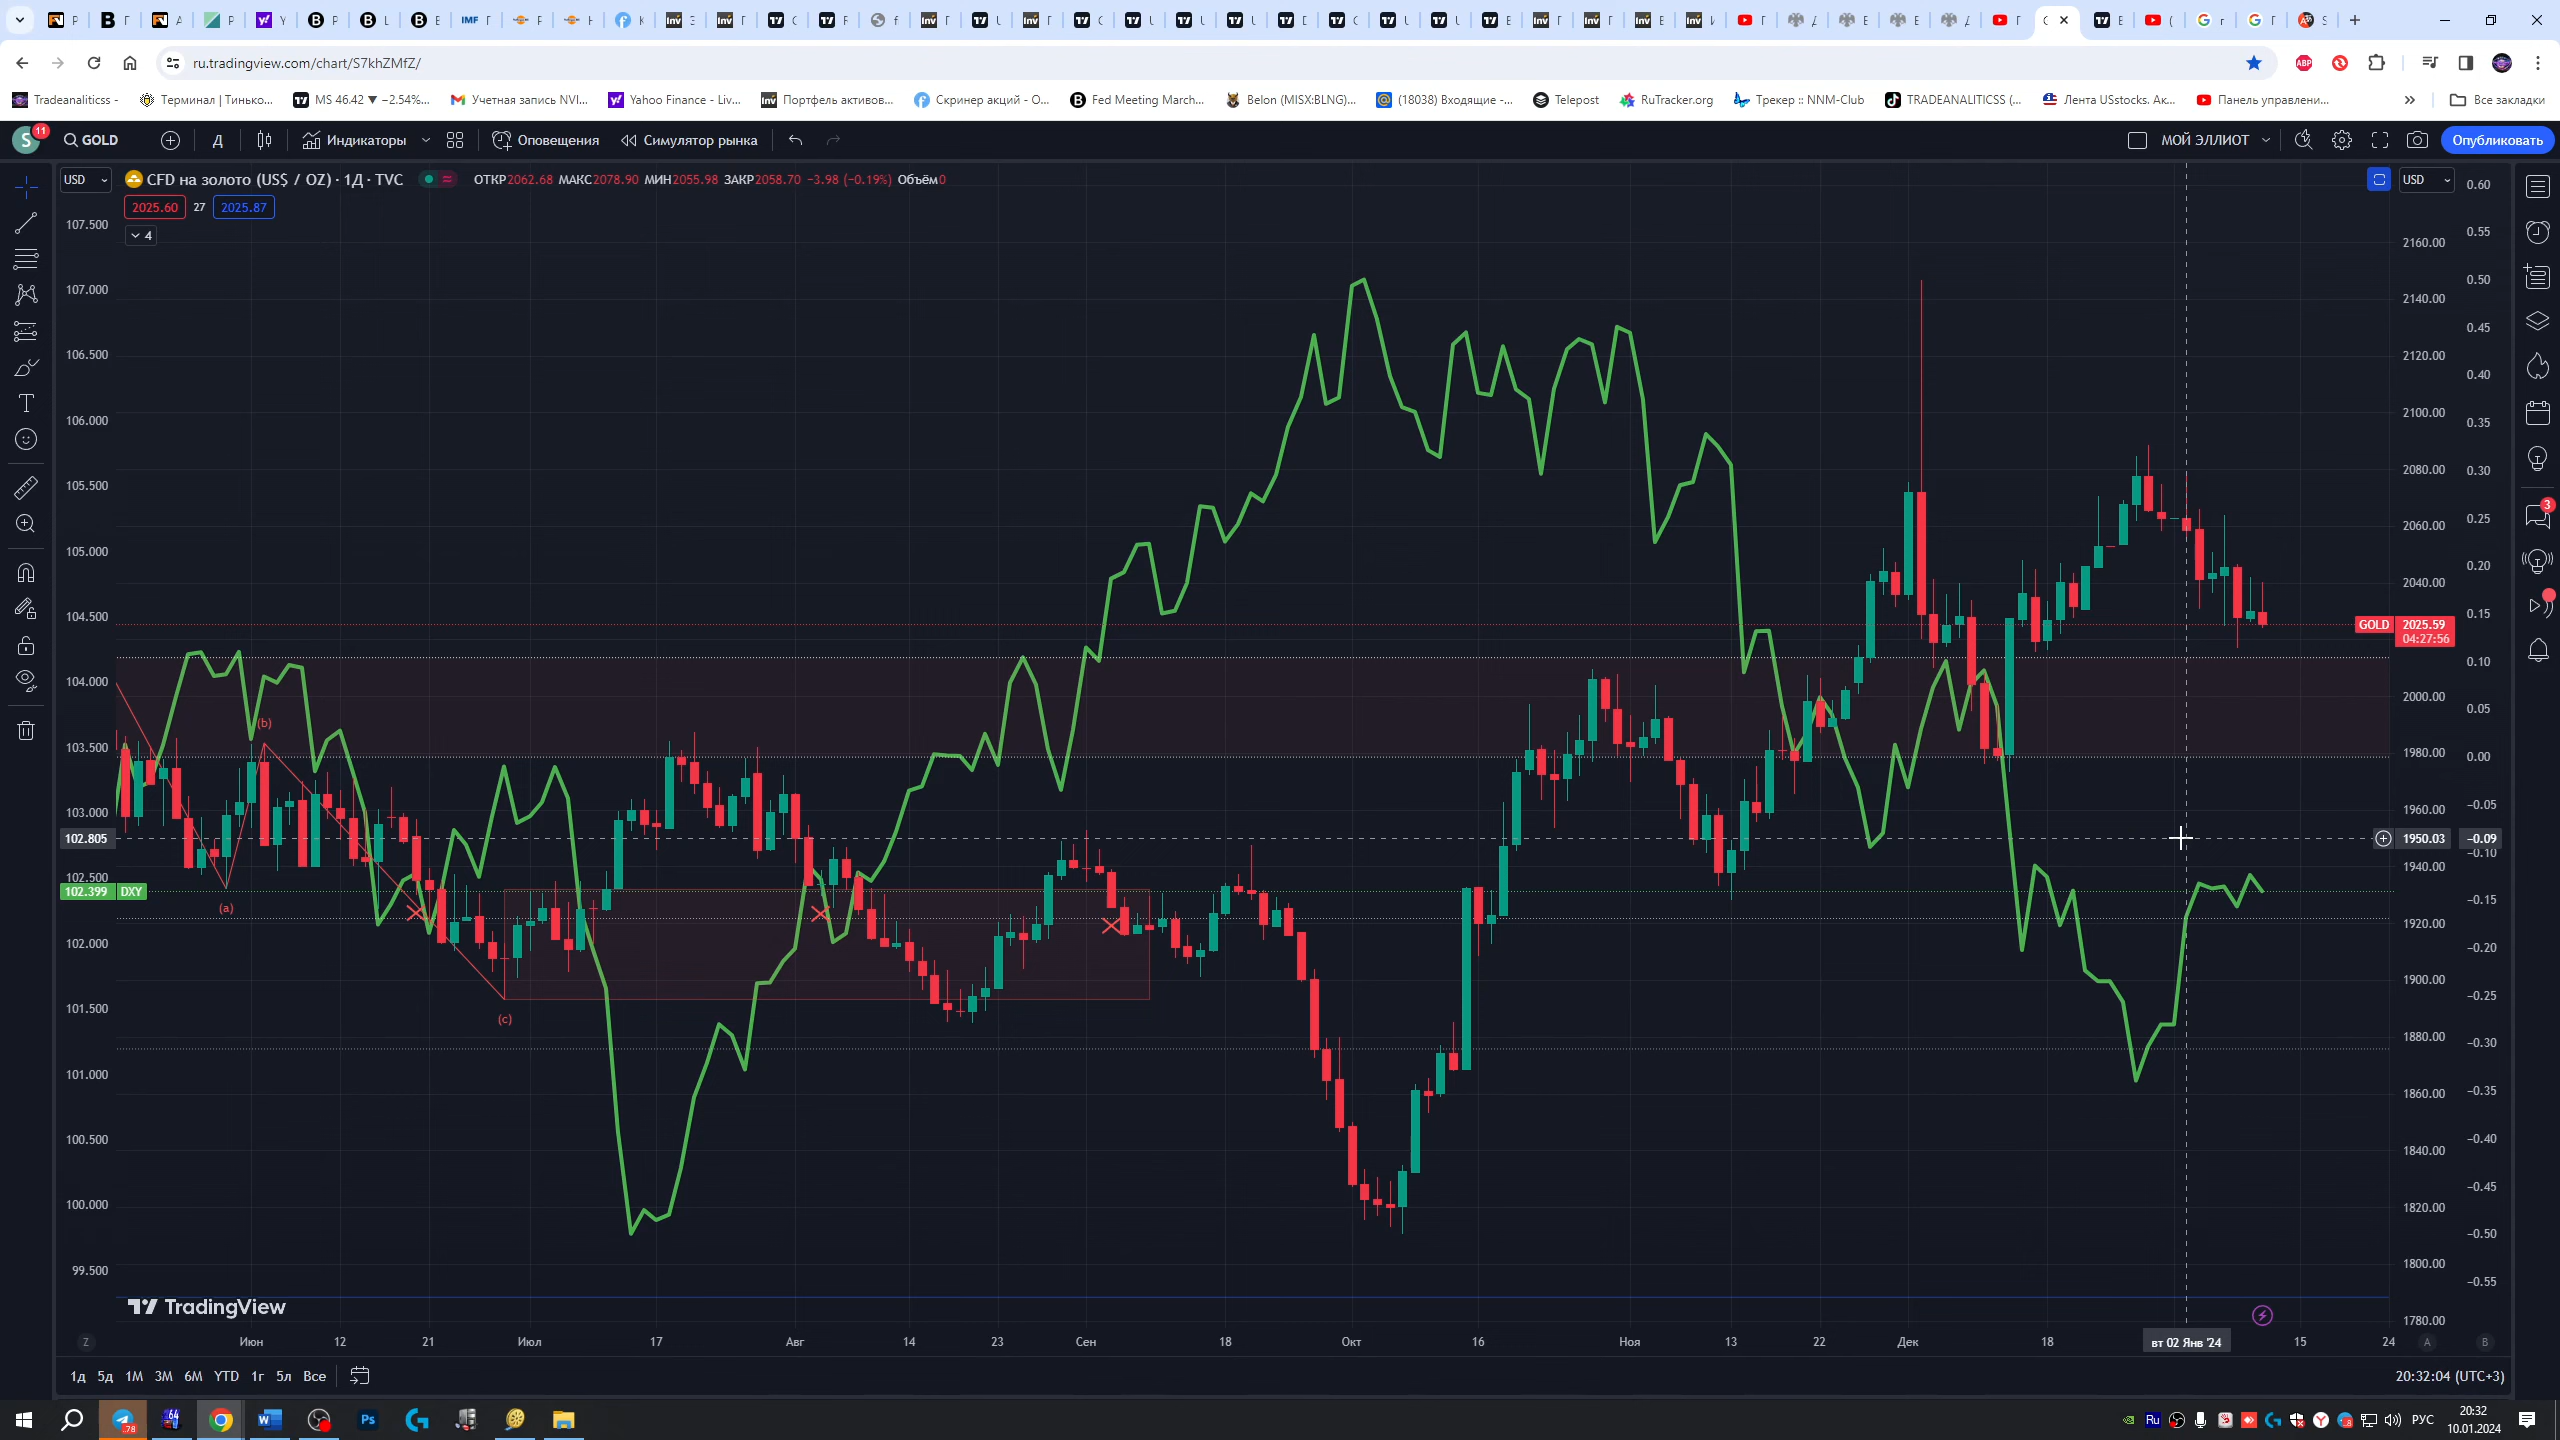 ru.tradingview.com/chart/S7khZMfZ/
Tradeanaliticss -
Терминал | Тинько...
MS 46.42 ▼ −2.54%...
Учетная запись NVI...
Yahoo Finance - Liv...
Портфель активов...
Скринер акций - О...
Fed Meeting March...
Belon (MISX:BLNG)...
(18038) Входящие -...
Telepost
RuTracker.org
Трекер :: NNM-Club
TRADEANALITICSS (...
Лента USstocks. Ак...
Панель управлени...
Все закладки
S 11
GOLD
Д
Индикаторы
Оповещения
Симулятор рынка
МОЙ ЭЛЛИОТ
Опубликовать
USD
CFD на золото (US$ / OZ) · 1Д · TVC
ОТКР2062.68 МАКС2078.90 МИН2055.98 ЗАКР2058.70 −3.98 (−0.19%) Объём0
USD
2025.60 27 2025.87
4
107.500
107.000
106.500
106.000
105.500
105.000
104.500
104.000
103.500
103.000
102.805
102.500
102.399 DXY
102.000
101.500
101.000
100.500
100.000
99.500
(a)
(b)
(c)
2160.00
2140.00
2120.00
2100.00
2080.00
2060.00
2040.00
GOLD 2025.59
04:27:56
2000.00
1980.00
1960.00
1950.03
1940.00
1920.00
1900.00
1880.00
1860.00
1840.00
1820.00
1800.00
1780.00
0.60
0.55
0.50
0.45
0.40
0.35
0.30
0.25
0.20
0.15
0.10
0.05
0.00
−0.05
−0.09
−0.10
−0.15
−0.20
−0.25
−0.30
−0.35
−0.40
−0.45
−0.50
−0.55
3
TradingView
Z Июн 12 21 Июл 17 Авг 14 23 Сен 18 Окт 16 Ноя 13 22 Дек 18 вт 02 Янв '24 15 24 A B
1д 5д 1М 3М 6М YTD 1г 5л Все
20:32:04 (UTC+3)
РУС
20:32
10.01.2024